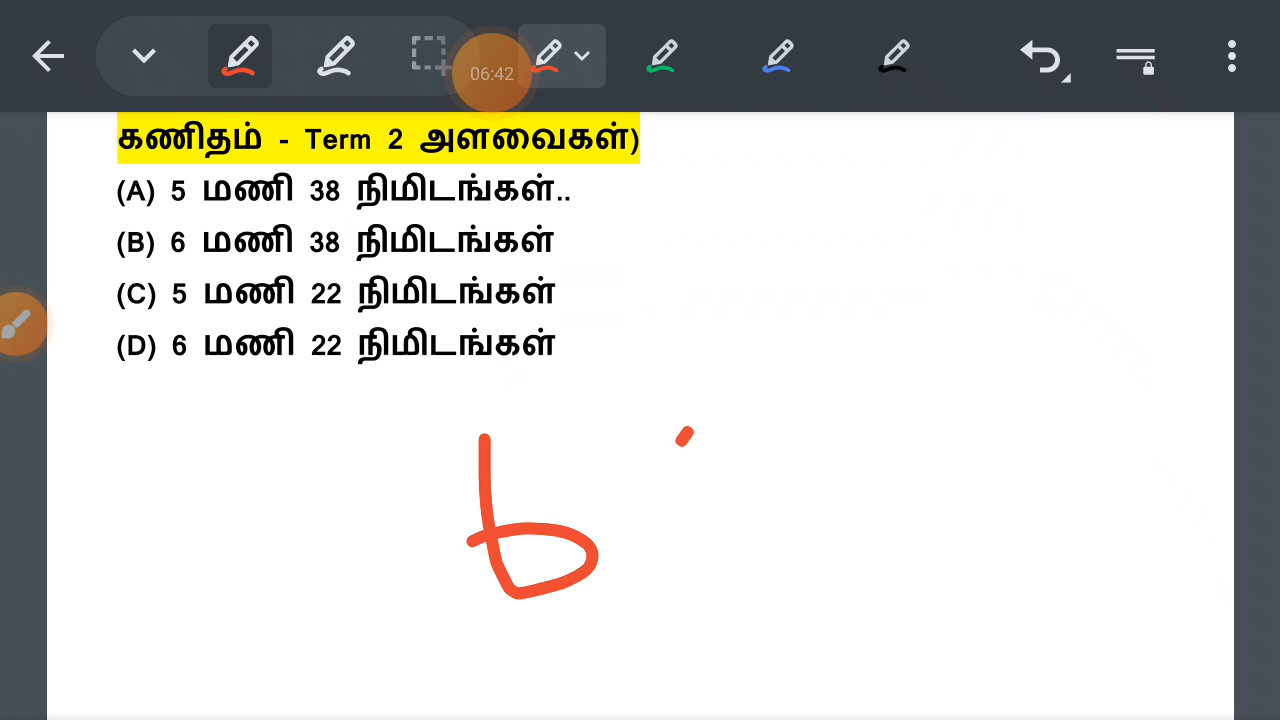 06:42
கணிதம் - Term 2 அளவைகள்)
(A) 5 மணி 38 நிமிடங்கள்..
(B) 6 மணி 38 நிமிடங்கள்
(C) 5 மணி 22 நிமிடங்கள்
(D) 6 மணி 22 நிமிடங்கள்
6